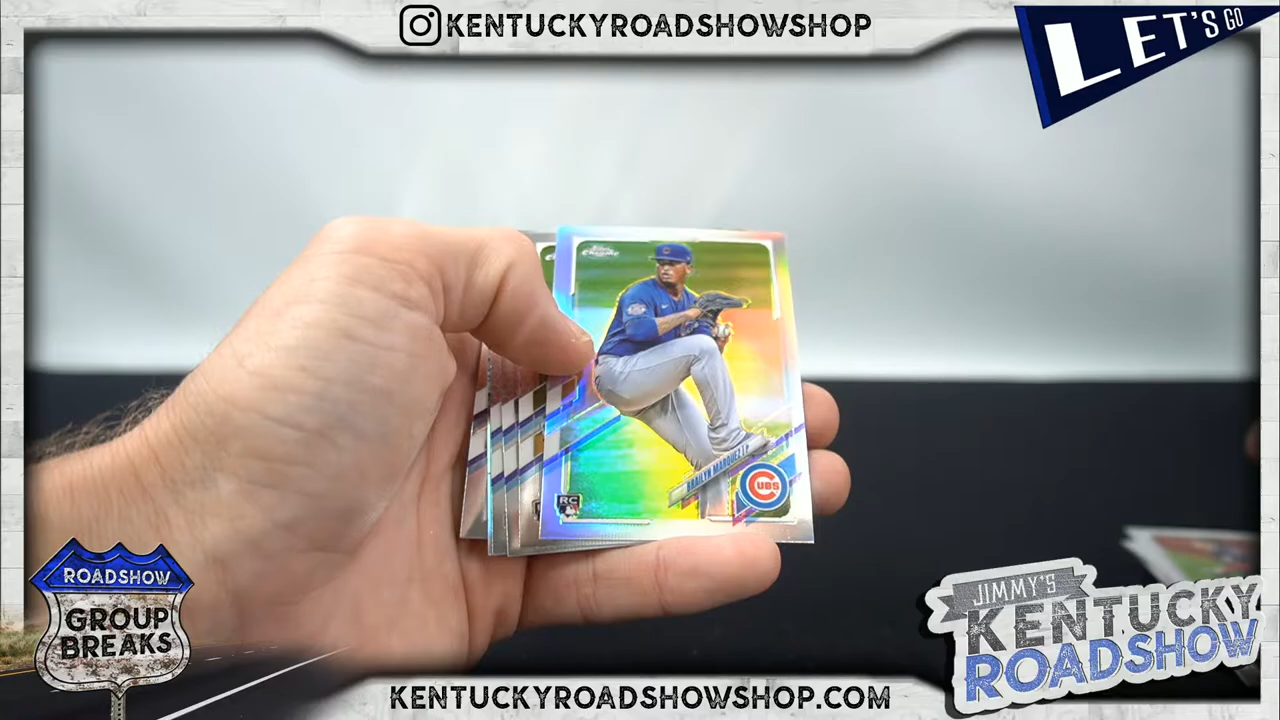 KENTUCKYROADSHOWSHOP
LET'S GO
Topps
Chrome
BRAILYN MARQUEZ | P
CUBS
RC
ROADSHOW
GROUP
BREAKS
JIMMY'S
KENTUCKY
ROADSHOW
KENTUCKYROADSHOWSHOP.COM